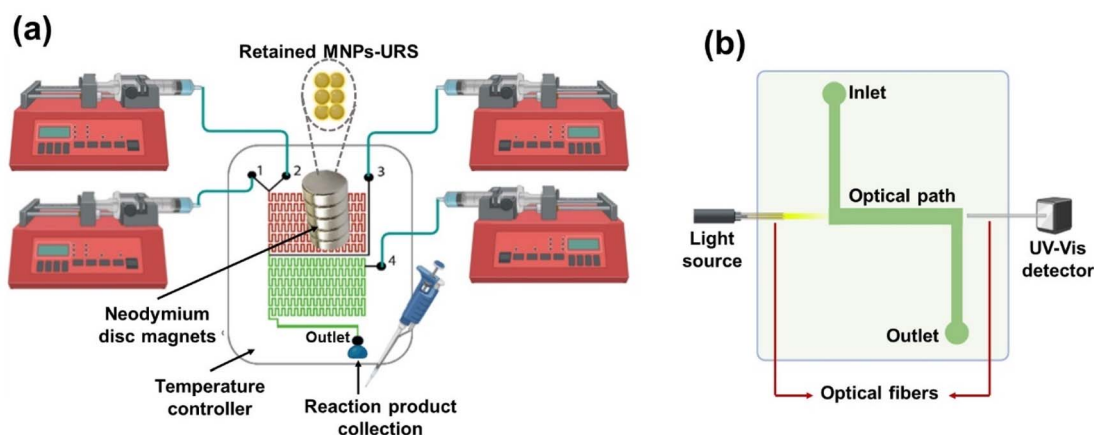 (a)
Retained MNPs-URS
1
2
3
4
Neodymium
disc magnets
Outlet
Temperature
controller
Reaction product
collection
(b)
Inlet
Optical path
Light
source
UV-Vis
detector
Outlet
Optical fibers